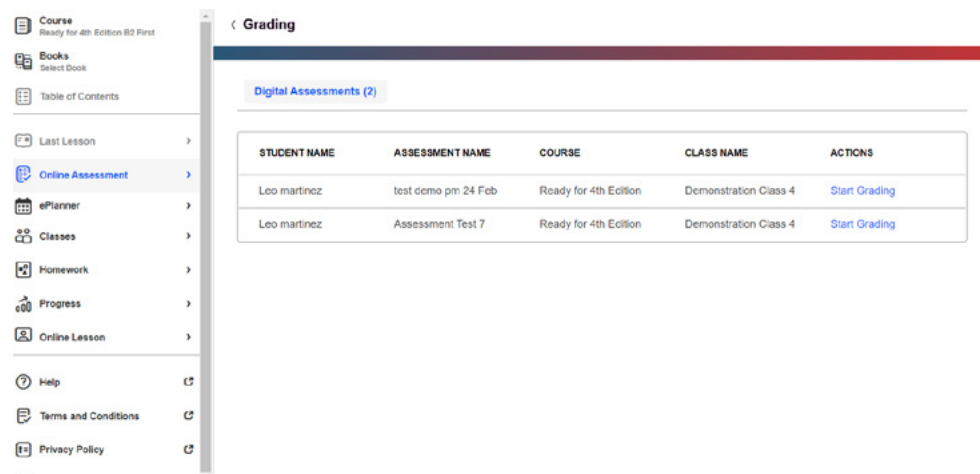 Course
Ready for 4th Edition B2 First
Books
Select Book
Table of Contents
Last Lesson
Online Assessment
ePlanner
Classes
Homework
Progress
Online Lesson
Help
Terms and Conditions
Privacy Policy
Grading
Digital Assessments (2)
STUDENT NAME ASSESSMENT NAME COURSE CLASS NAME ACTIONS
Leo martinez test demo pm 24 Feb Ready for 4th Edition Demonstration Class 4 Start Grading
Leo martinez Assessment Test 7 Ready for 4th Edition Demonstration Class 4 Start Grading